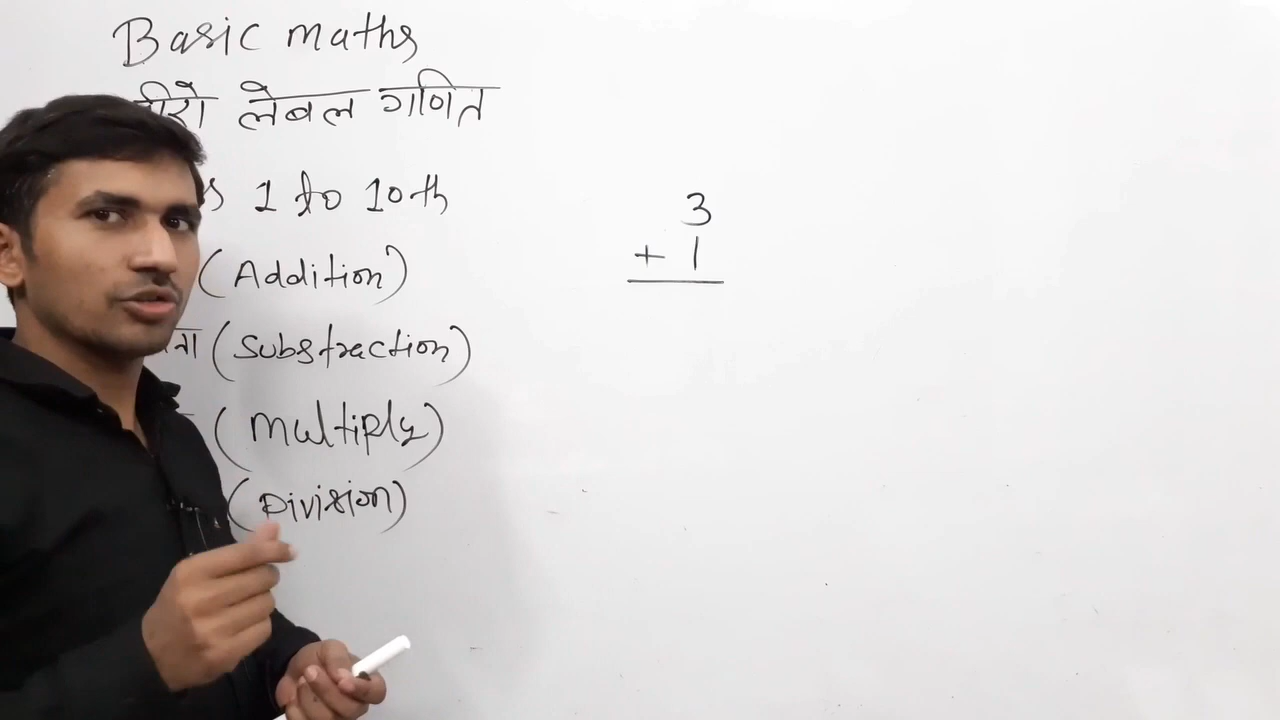 Basic maths
लेबल गणित
1 to 10th
(Addition)
(Substraction)
(Multiply)
(Division)
3
+ 1